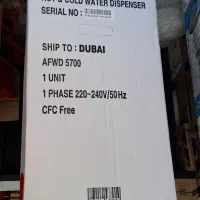 & COLD WATER DISPENSER
SERIAL NO :
SHIP TO : DUBAI
AFWD 5700
1 UNIT
1 PHASE 220~240V/50Hz
CFC Free